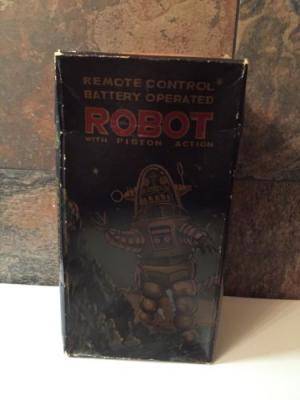 REMOTE CONTROL
BATTERY OPERATED
ROBOT
WITH PISTON ACTION